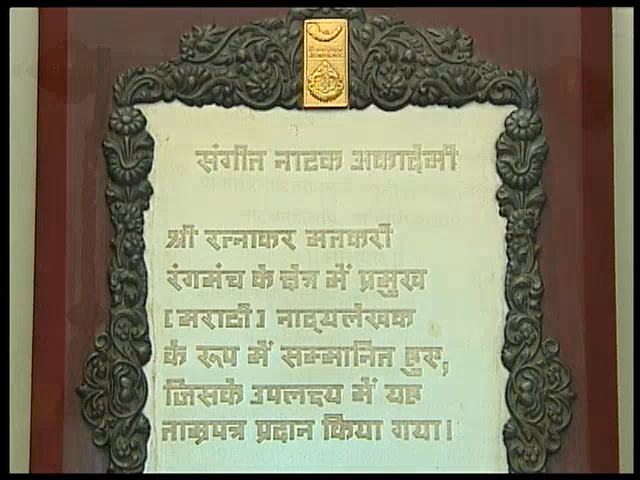 संगीत नाटक अकादेमी
श्री रत्नाकर मतकरी
रंगमंच के क्षेत्र में प्रमुख
[मराठी] नाट्यलेखक
के रूप में सम्मानित हुए,
जिसके उपलक्ष्य में यह
ताम्रपत्र प्रदान किया गया।